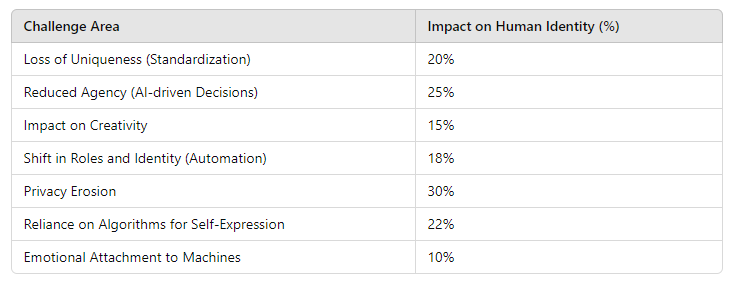 Challenge Area Impact on Human Identity (%)
Loss of Uniqueness (Standardization) 20%
Reduced Agency (AI-driven Decisions) 25%
Impact on Creativity 15%
Shift in Roles and Identity (Automation) 18%
Privacy Erosion 30%
Reliance on Algorithms for Self-Expression 22%
Emotional Attachment to Machines 10%